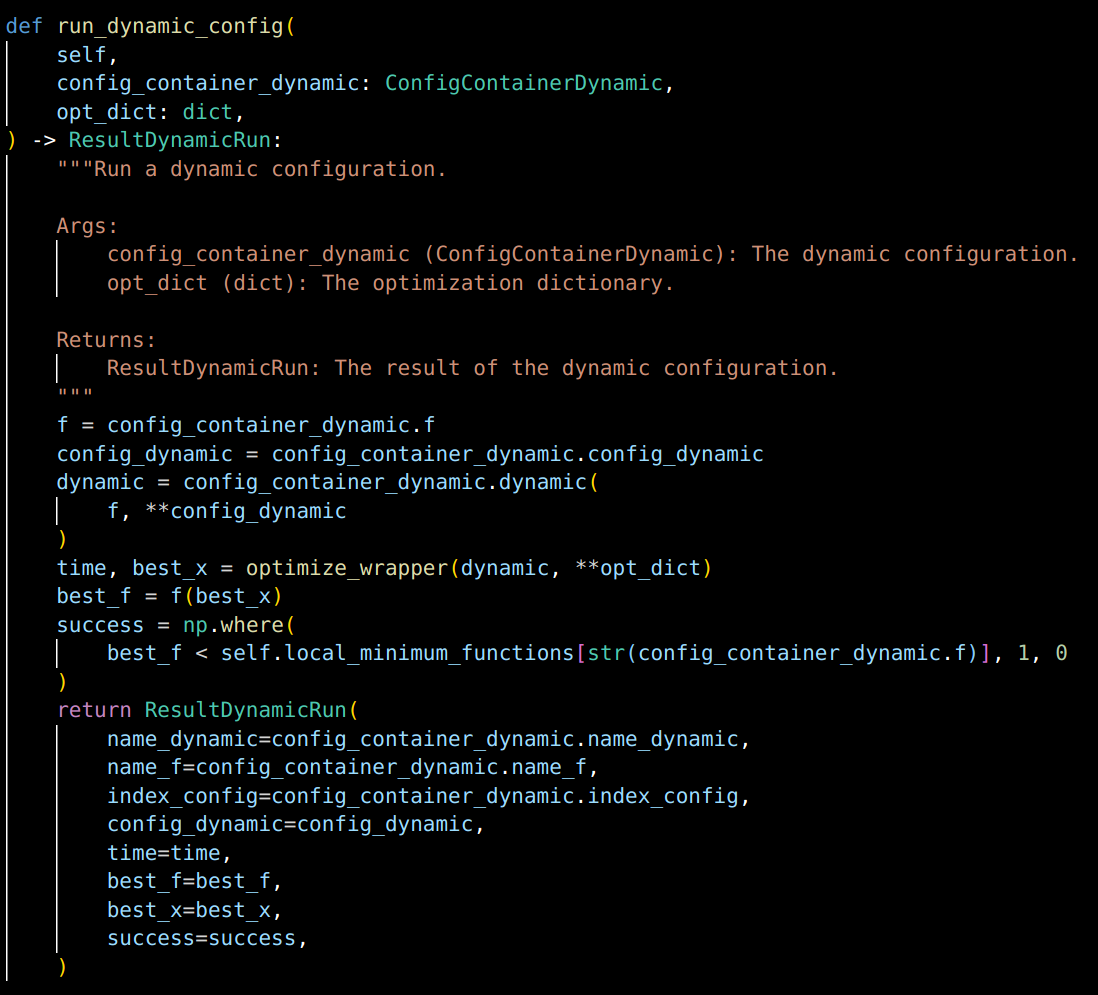 def run_dynamic_config(
    self,
    config_container_dynamic: ConfigContainerDynamic,
    opt_dict: dict,
) -> ResultDynamicRun:
    """Run a dynamic configuration.

    Args:
        config_container_dynamic (ConfigContainerDynamic): The dynamic configuration.
        opt_dict (dict): The optimization dictionary.

    Returns:
        ResultDynamicRun: The result of the dynamic configuration.
    """
    f = config_container_dynamic.f
    config_dynamic = config_container_dynamic.config_dynamic
    dynamic = config_container_dynamic.dynamic(
        f, **config_dynamic
    )
    time, best_x = optimize_wrapper(dynamic, **opt_dict)
    best_f = f(best_x)
    success = np.where(
        best_f < self.local_minimum_functions[str(config_container_dynamic.f)], 1, 0
    )
    return ResultDynamicRun(
        name_dynamic=config_container_dynamic.name_dynamic,
        name_f=config_container_dynamic.name_f,
        index_config=config_container_dynamic.index_config,
        config_dynamic=config_dynamic,
        time=time,
        best_f=best_f,
        best_x=best_x,
        success=success,
    )